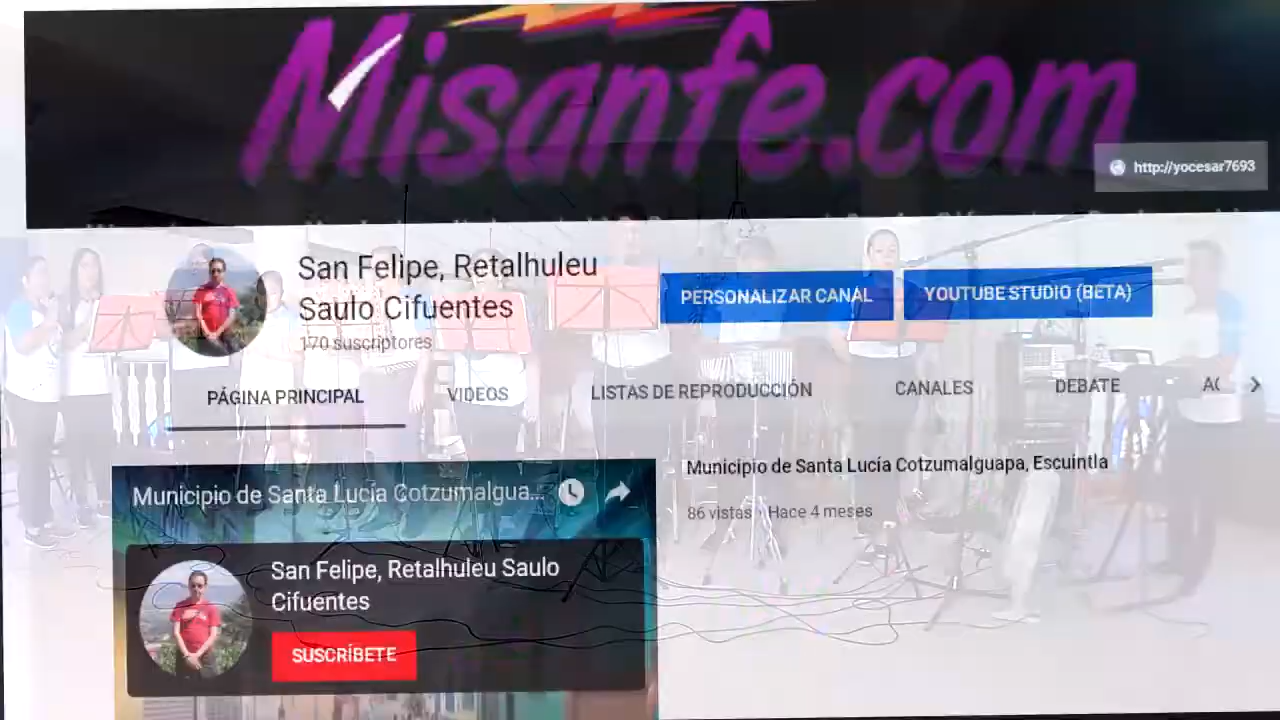 Misanfe.com
http://yocesar7693
San Felipe, Retalhuleu
Saulo Cifuentes
170 suscriptores
PERSONALIZAR CANAL
YOUTUBE STUDIO (BETA)
PÁGINA PRINCIPAL
VIDEOS
LISTAS DE REPRODUCCIÓN
CANALES
DEBATE
Municipio de Santa Lucía Cotzumalgua...
Municipio de Santa Lucía Cotzumalguapa, Escuintla
86 vistas · Hace 4 meses
San Felipe, Retalhuleu Saulo
Cifuentes
SUSCRÍBETE